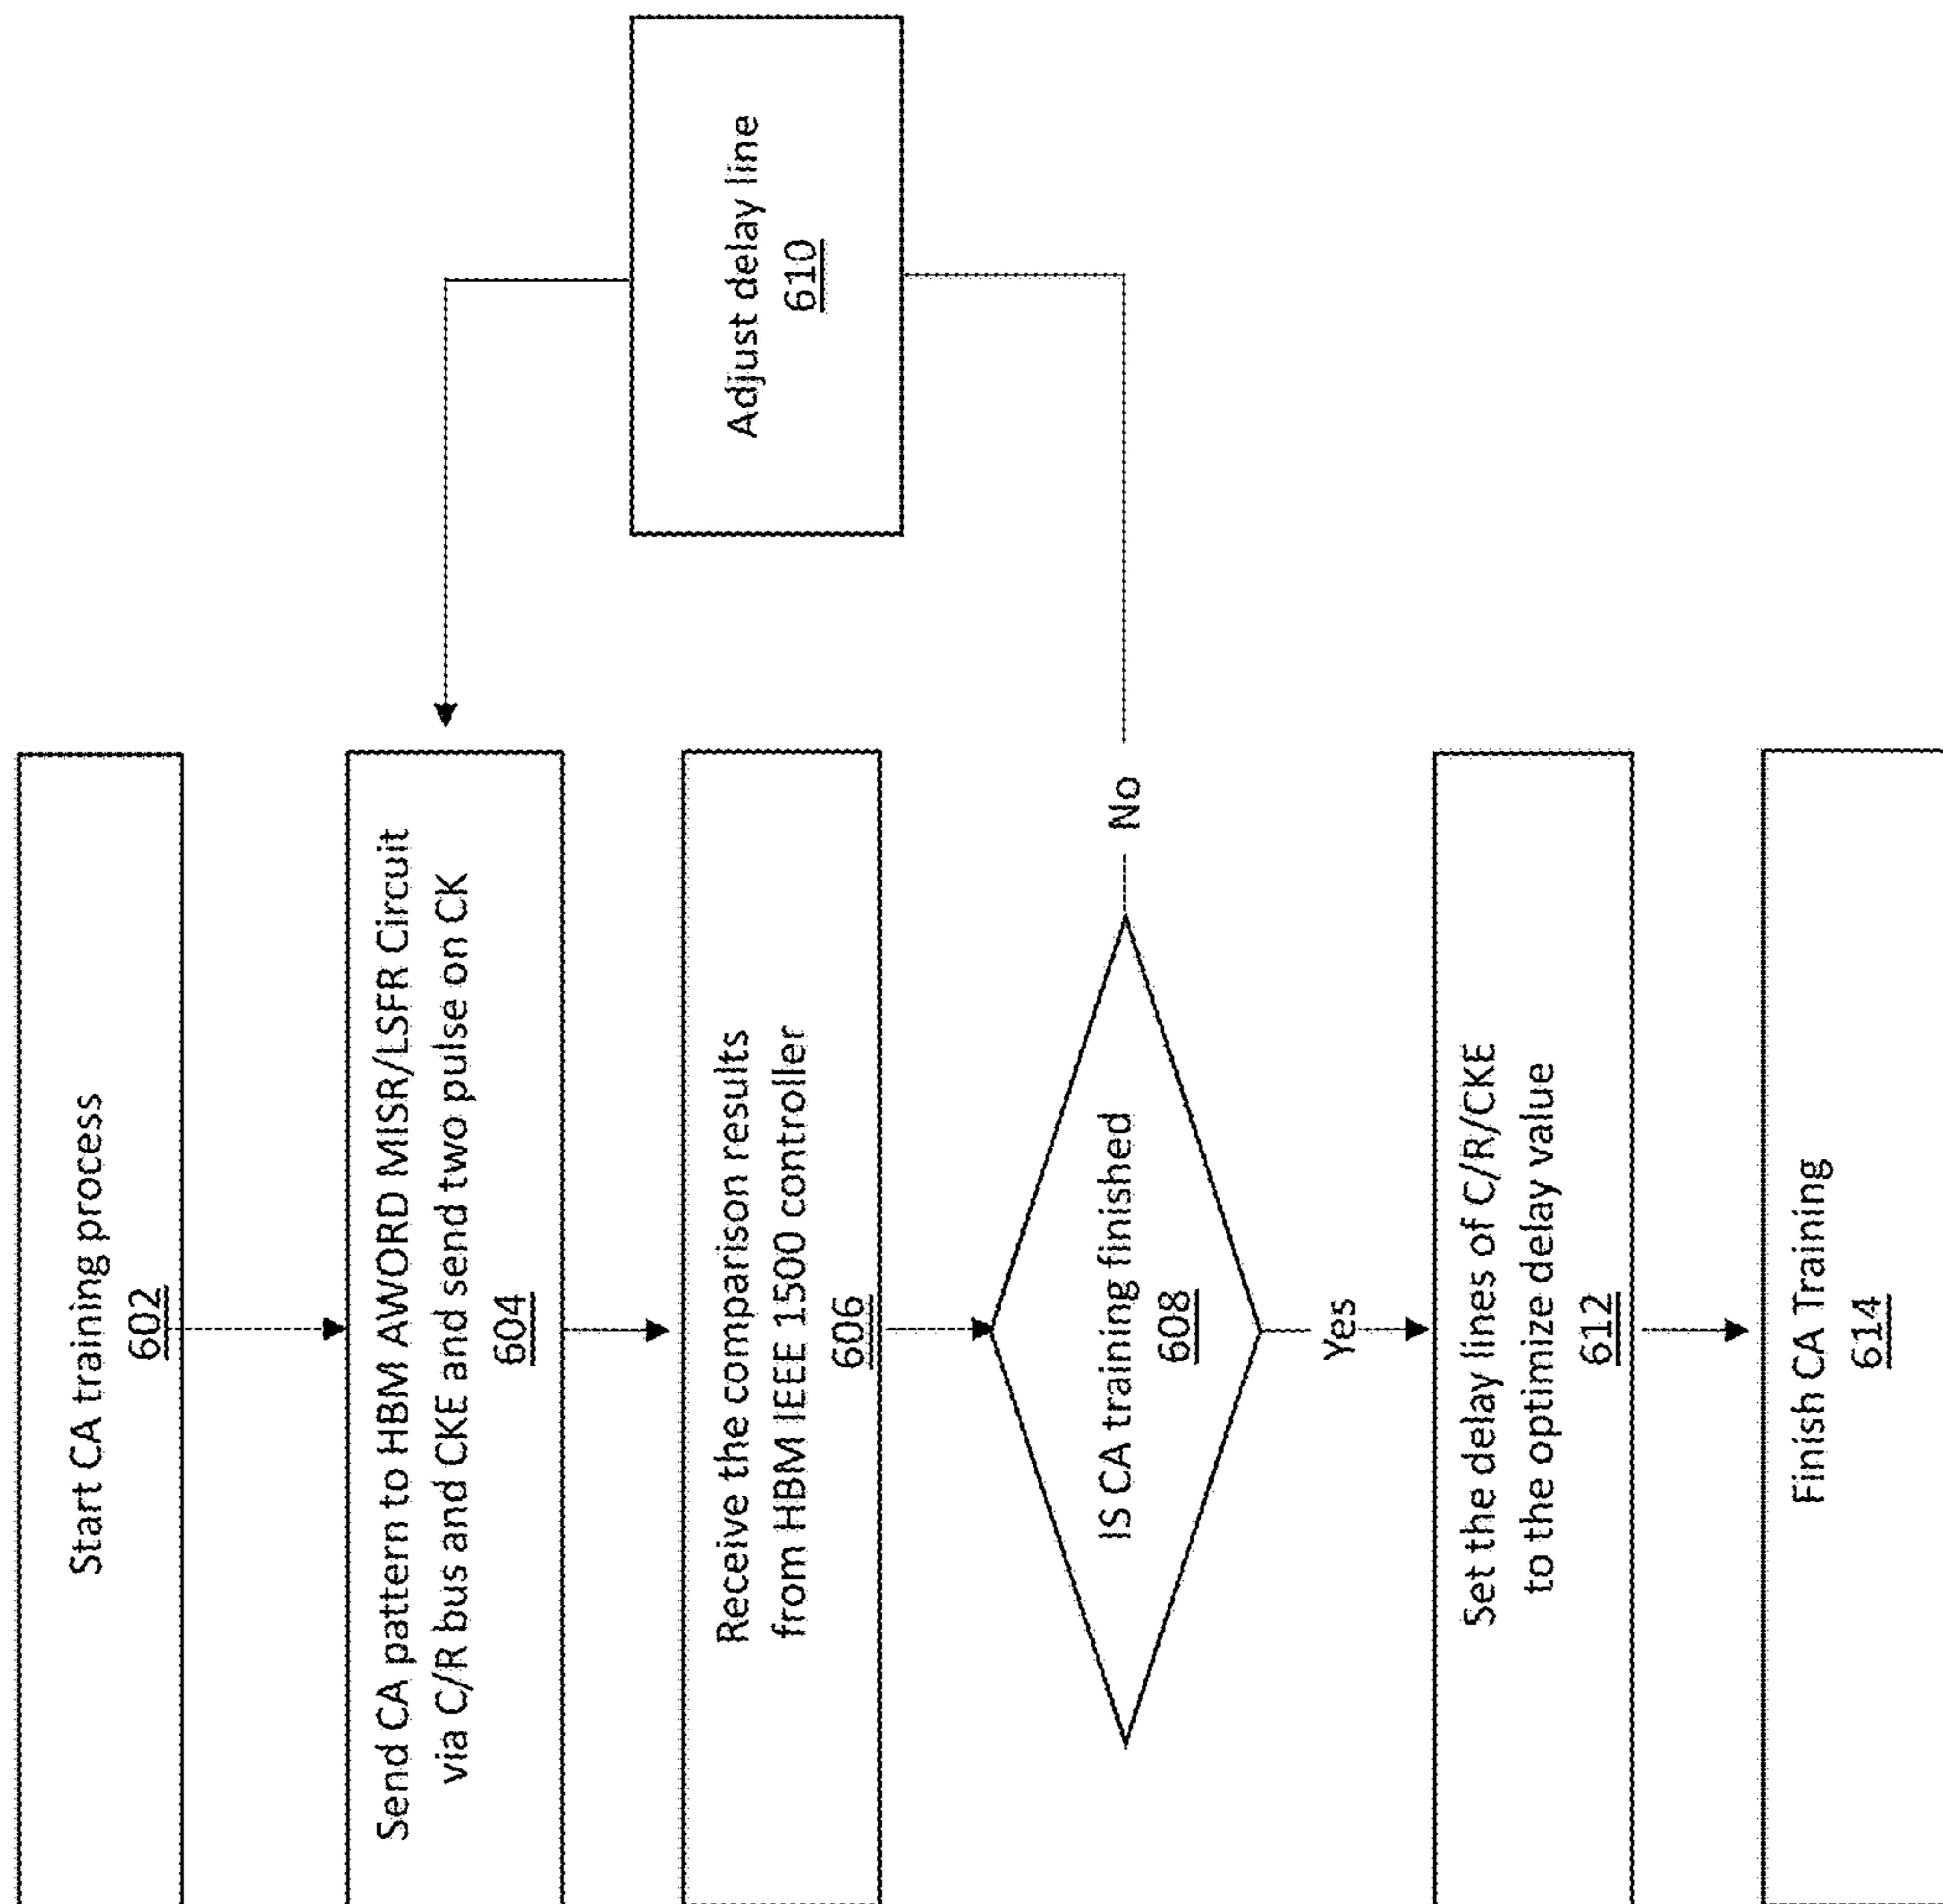 Start CA training process
602
Send CA pattern to HBM AWORD MISR/LSFR Circuit
via C/R bus and CKE and send two pulse on CK
604
Receive the comparison results
from HBM IEEE 1500 controller
606
IS CA training finished
608
No
Adjust delay line
610
Yes
Set the delay lines of C/R/CKE
to the optimize delay value
612
Finish CA Training
614